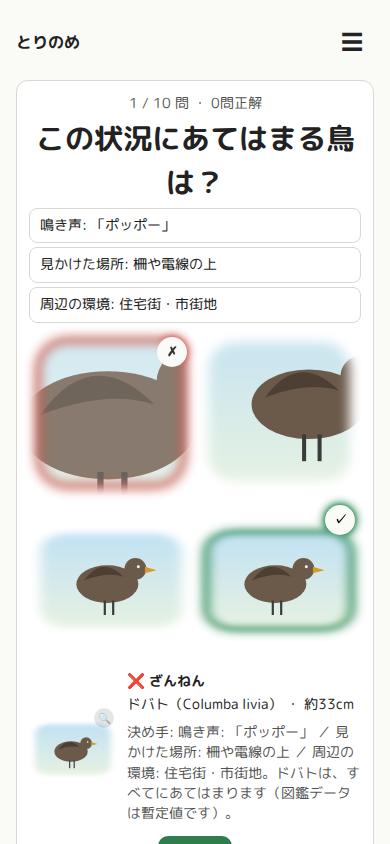 とりのめ
☰
1 / 10 問 ・ 0問正解
この状況にあてはまる鳥
は？
鳴き声: 「ポッポー」
見かけた場所: 柵や電線の上
周辺の環境: 住宅街・市街地
✗
✓
❌ ざんねん
ドバト（Columba livia） ・ 約33cm
決め手: 鳴き声: 「ポッポー」 ／ 見
かけた場所: 柵や電線の上 ／ 周辺の
環境: 住宅街・市街地。ドバトは、す
べてにあてはまります（図鑑データ
は暫定値です）。